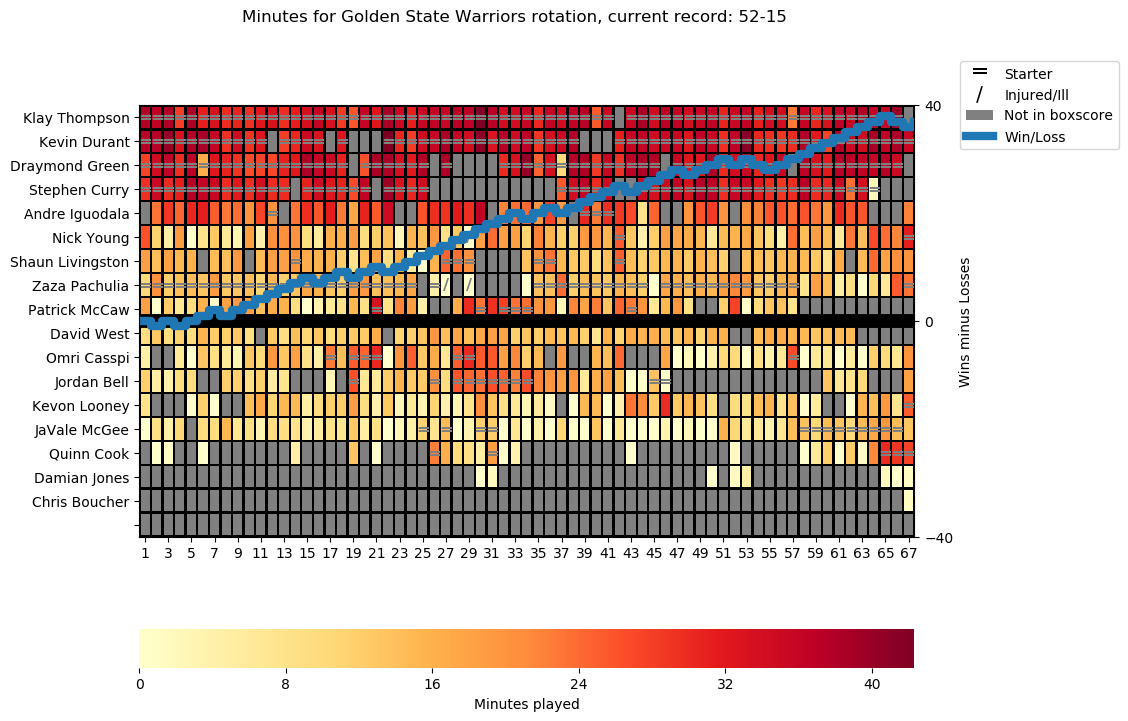 Minutes for Golden State Warriors rotation, current record: 52-15
= Starter
/ Injured/Ill
Not in boxscore
Win/Loss
Klay Thompson
Kevin Durant
Draymond Green
Stephen Curry
Andre Iguodala
Nick Young
Shaun Livingston
Zaza Pachulia
Patrick McCaw
David West
Omri Casspi
Jordan Bell
Kevon Looney
JaVale McGee
Quinn Cook
Damian Jones
Chris Boucher
40
0
−40
Wins minus Losses
1 3 5 7 9 11 13 15 17 19 21 23 25 27 29 31 33 35 37 39 41 43 45 47 49 51 53 55 57 59 61 63 65 67
0 8 16 24 32 40
Minutes played